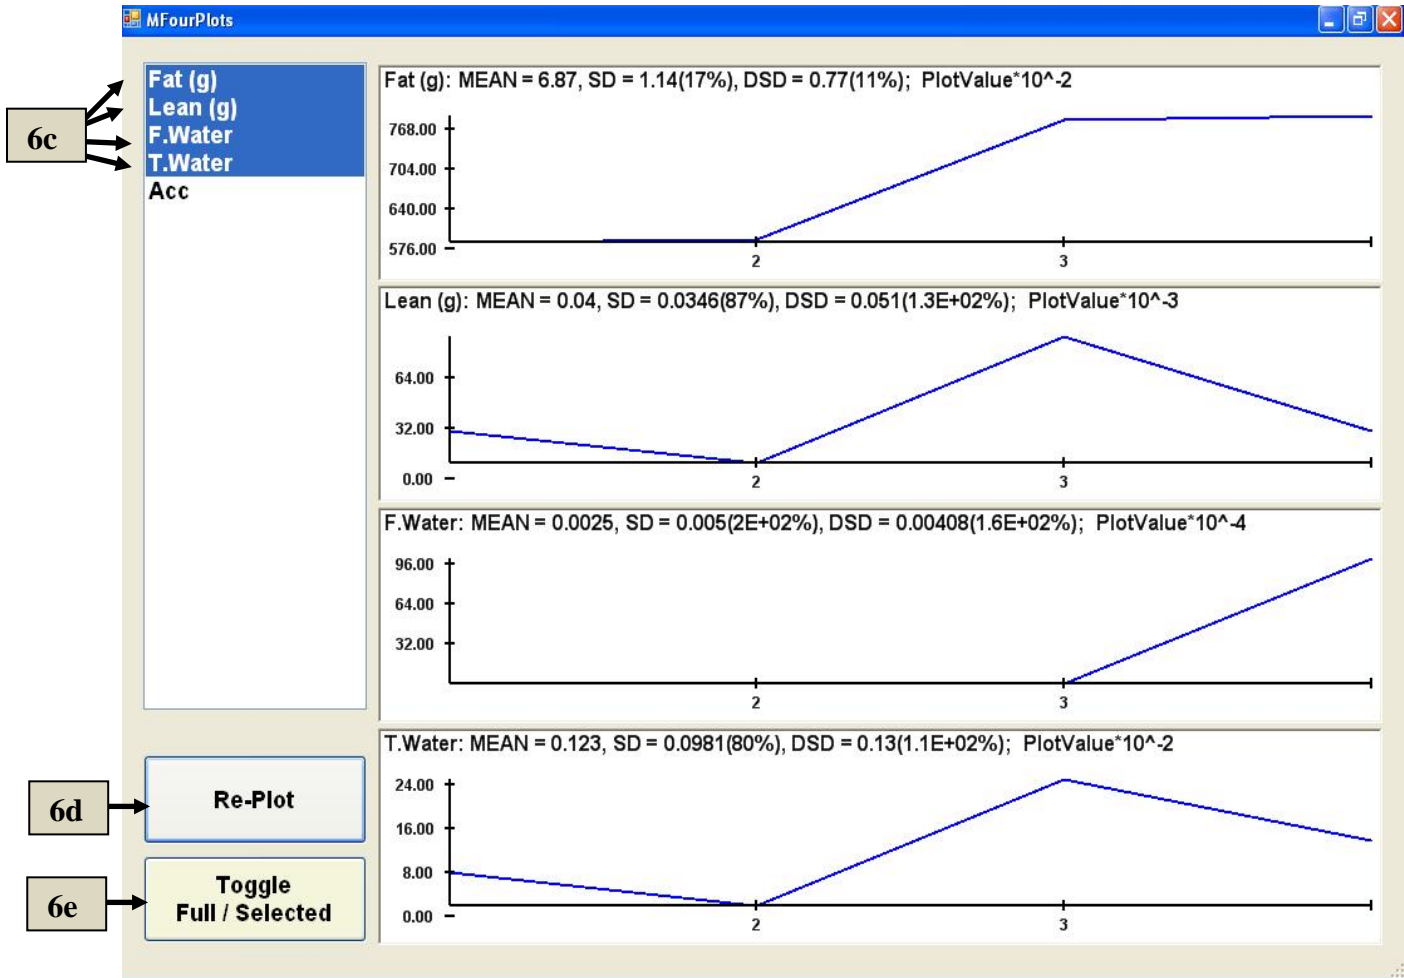 MFourPlots
6c
Fat (g)
Lean (g)
F.Water
T.Water
Acc
Fat (g): MEAN = 6.87, SD = 1.14(17%), DSD = 0.77(11%);  PlotValue*10^-2
768.00
704.00
640.00
576.00
2
3
Lean (g): MEAN = 0.04, SD = 0.0346(87%), DSD = 0.051(1.3E+02%);  PlotValue*10^-3
64.00
32.00
0.00
2
3
F.Water: MEAN = 0.0025, SD = 0.005(2E+02%), DSD = 0.00408(1.6E+02%);  PlotValue*10^-4
96.00
64.00
32.00
2
3
T.Water: MEAN = 0.123, SD = 0.0981(80%), DSD = 0.13(1.1E+02%);  PlotValue*10^-2
24.00
16.00
8.00
0.00
2
3
6d
Re-Plot
6e
Toggle
Full / Selected